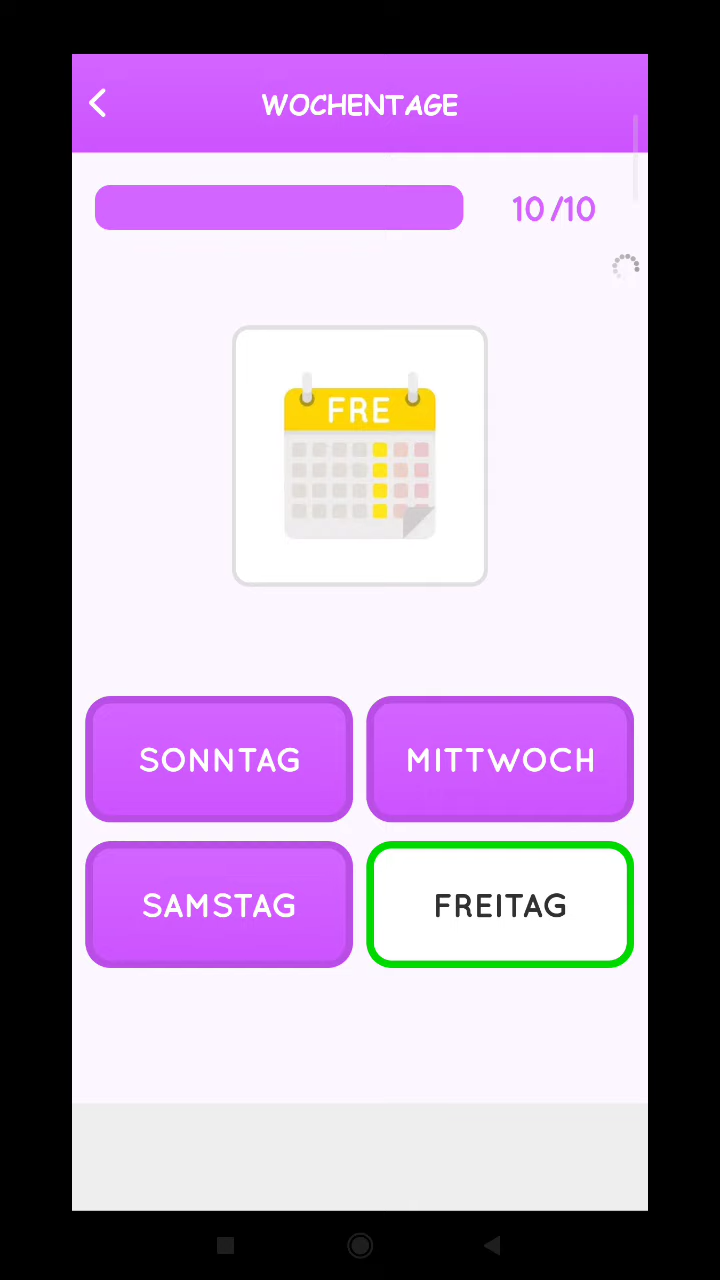 WOCHENTAGE
10/10
FRE
SONNTAG
MITTWOCH
SAMSTAG
FREITAG